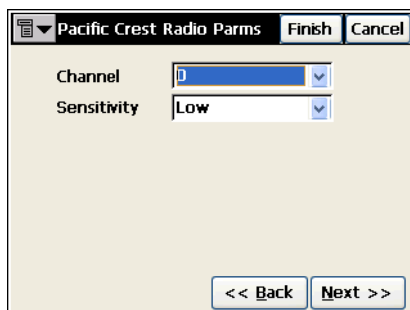 Pacific Crest Radio Parms Finish Cancel
Channel 0
Sensitivity Low
<< Back Next >>